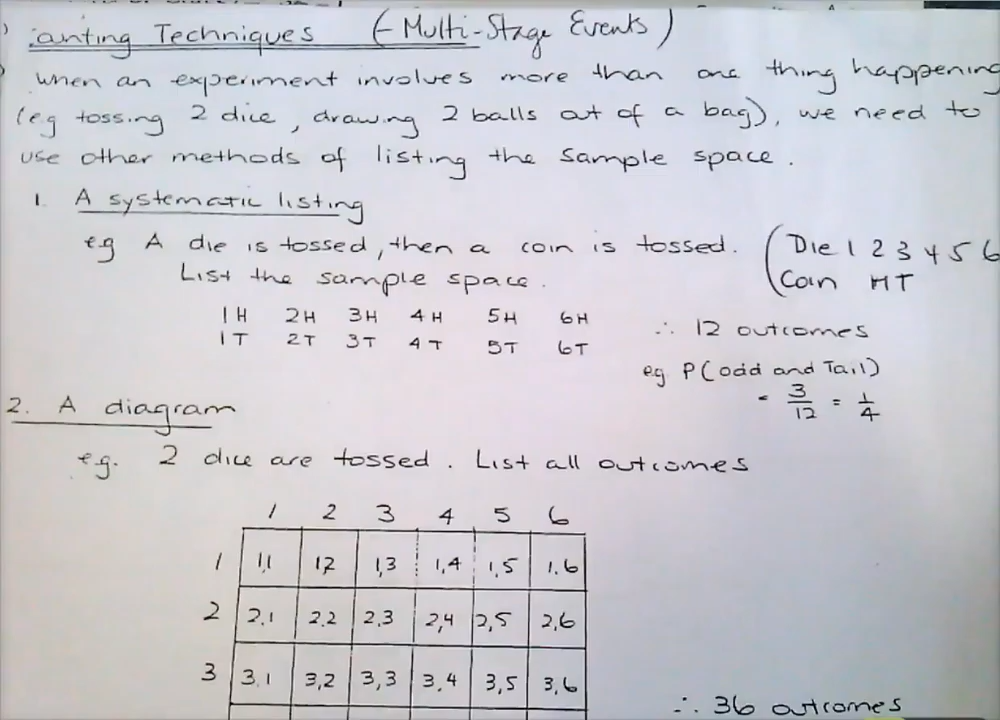 anting Techniques (- Multi-Stage Events)
When an experiment involves more than one thing happening
(eg tossing 2 dice, drawing 2 balls out of a bag), we need to
use other methods of listing the sample space.
1. A systematic listing
eg A die is tossed, then a coin is tossed. (Die 1 2 3 4 5 6
List the sample space. Coin H T
1H 2H 3H 4H 5H 6H
1T 2T 3T 4T 5T 6T
∴ 12 outcomes
eg P(odd and Tail)
= 3/12 = 1/4
2. A diagram
e.g. 2 dice are tossed. List all outcomes
1 2 3 4 5 6
1 1,1 1,2 1,3 1,4 1,5 1.6
2 2.1 2.2 2.3 2,4 2,5 2,6
3 3.1 3,2 3,3 3.4 3,5 3,6
∴ 36 outcomes